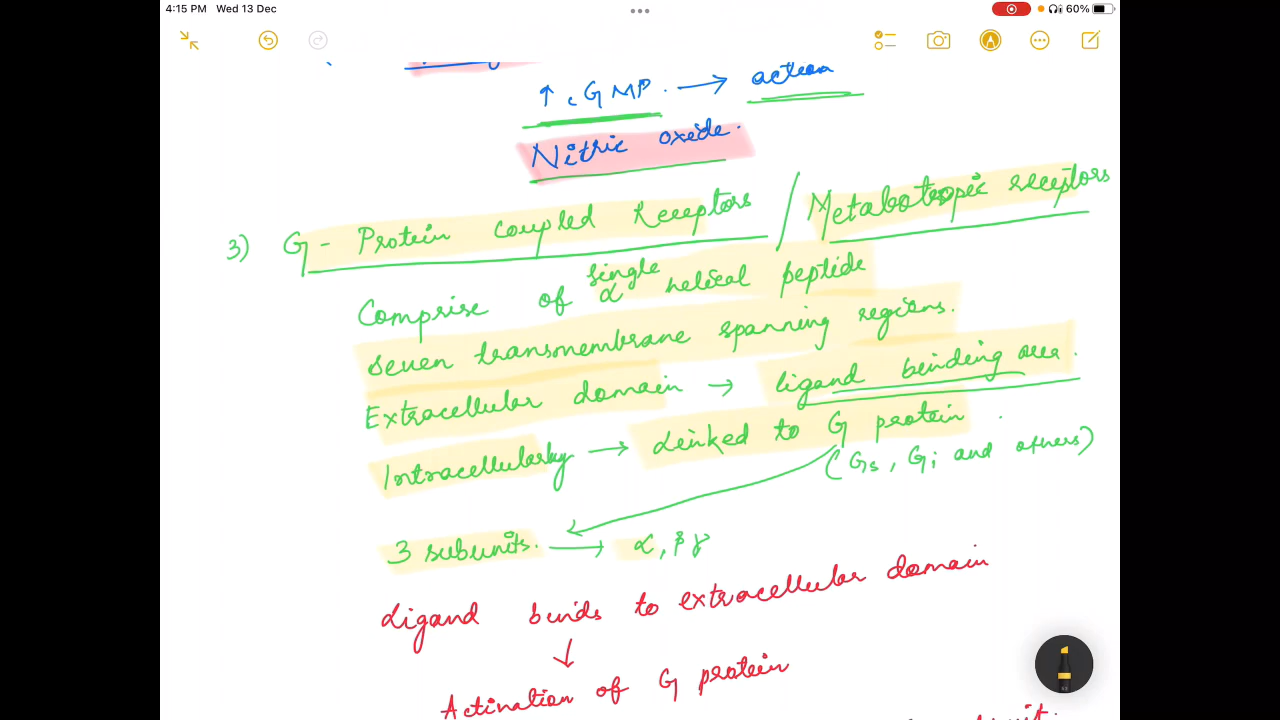 4:15 PM Wed 13 Dec
60%
↑ cGMP. → action
Nitric oxide.
3) G- Protein coupled Receptors / Metabotropic receptors
Comprise of single α helical peptide
seven transmembrane spanning regions.
Extracellular domain → ligand binding area.
Intracellularly → Linked to G protein
(Gs, Gi and others)
3 subunits. → α, βγ
Ligand binds to extracellular domain
↓
Activation of G protein